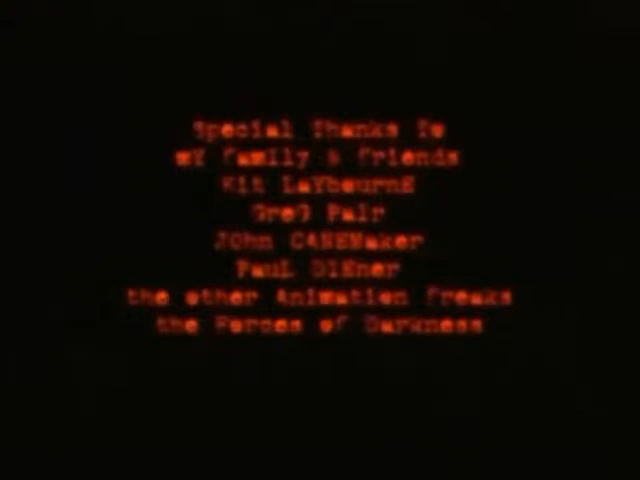 Special Thanks To
mY family & friends
Kit LaYbournE
GreG Pair
JOhn CANEMaker
PauL DiEner
the other Animation freaks
the Forces of Darkness